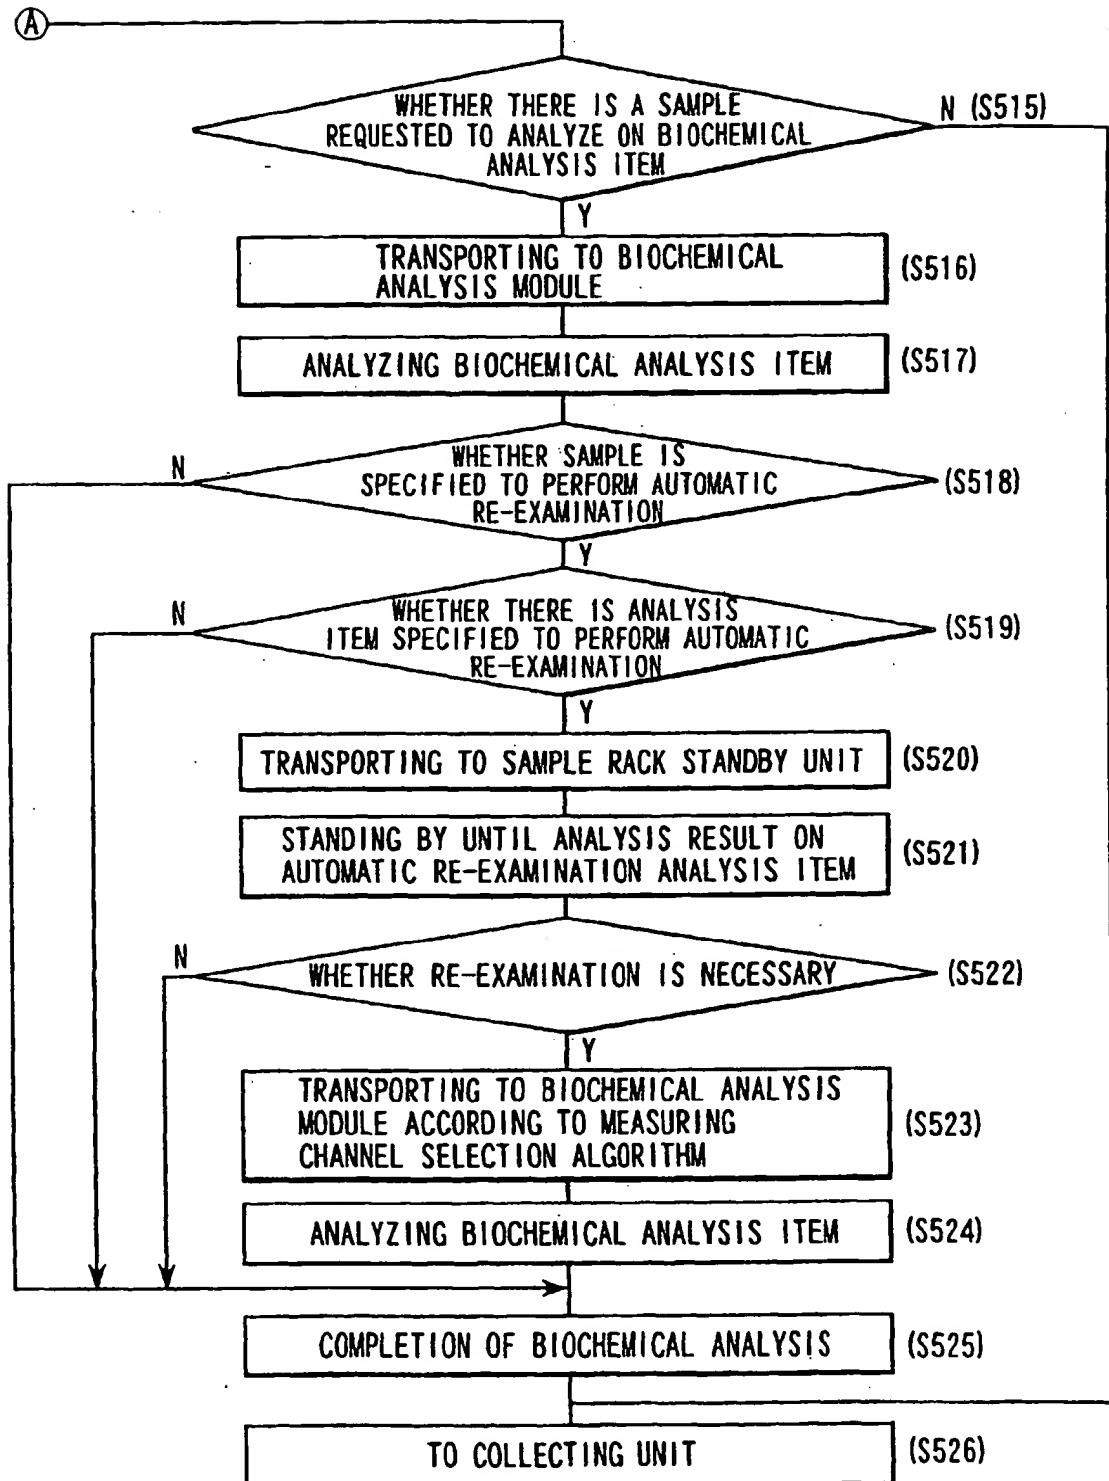 A
WHETHER THERE IS A SAMPLE
REQUESTED TO ANALYZE ON BIOCHEMICAL
ANALYSIS ITEM
N (S515)
Y
TRANSPORTING TO BIOCHEMICAL
ANALYSIS MODULE
(S516)
ANALYZING BIOCHEMICAL ANALYSIS ITEM
(S517)
WHETHER SAMPLE IS
SPECIFIED TO PERFORM AUTOMATIC
RE-EXAMINATION
N
(S518)
Y
WHETHER THERE IS ANALYSIS
ITEM SPECIFIED TO PERFORM AUTOMATIC
RE-EXAMINATION
N
(S519)
Y
TRANSPORTING TO SAMPLE RACK STANDBY UNIT
(S520)
STANDING BY UNTIL ANALYSIS RESULT ON
AUTOMATIC RE-EXAMINATION ANALYSIS ITEM
(S521)
N
WHETHER RE-EXAMINATION IS NECESSARY
(S522)
Y
TRANSPORTING TO BIOCHEMICAL ANALYSIS
MODULE ACCORDING TO MEASURING
CHANNEL SELECTION ALGORITHM
(S523)
ANALYZING BIOCHEMICAL ANALYSIS ITEM
(S524)
COMPLETION OF BIOCHEMICAL ANALYSIS
(S525)
TO COLLECTING UNIT
(S526)